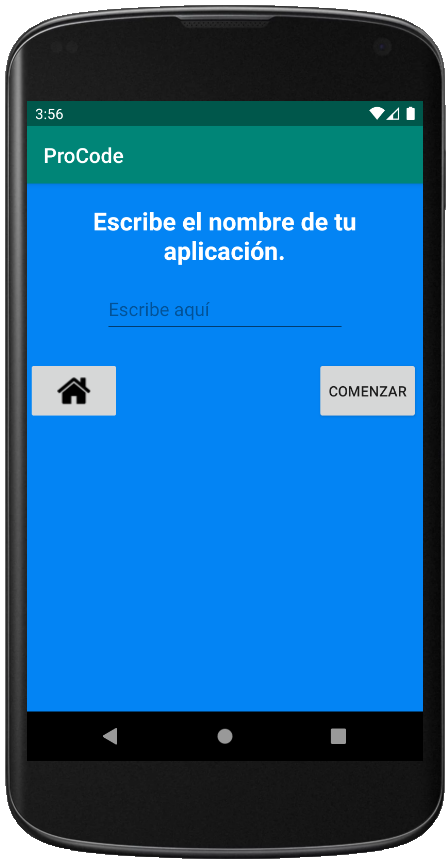 3:56
ProCode
Escribe el nombre de tu
aplicación.
Escribe aquí
COMENZAR